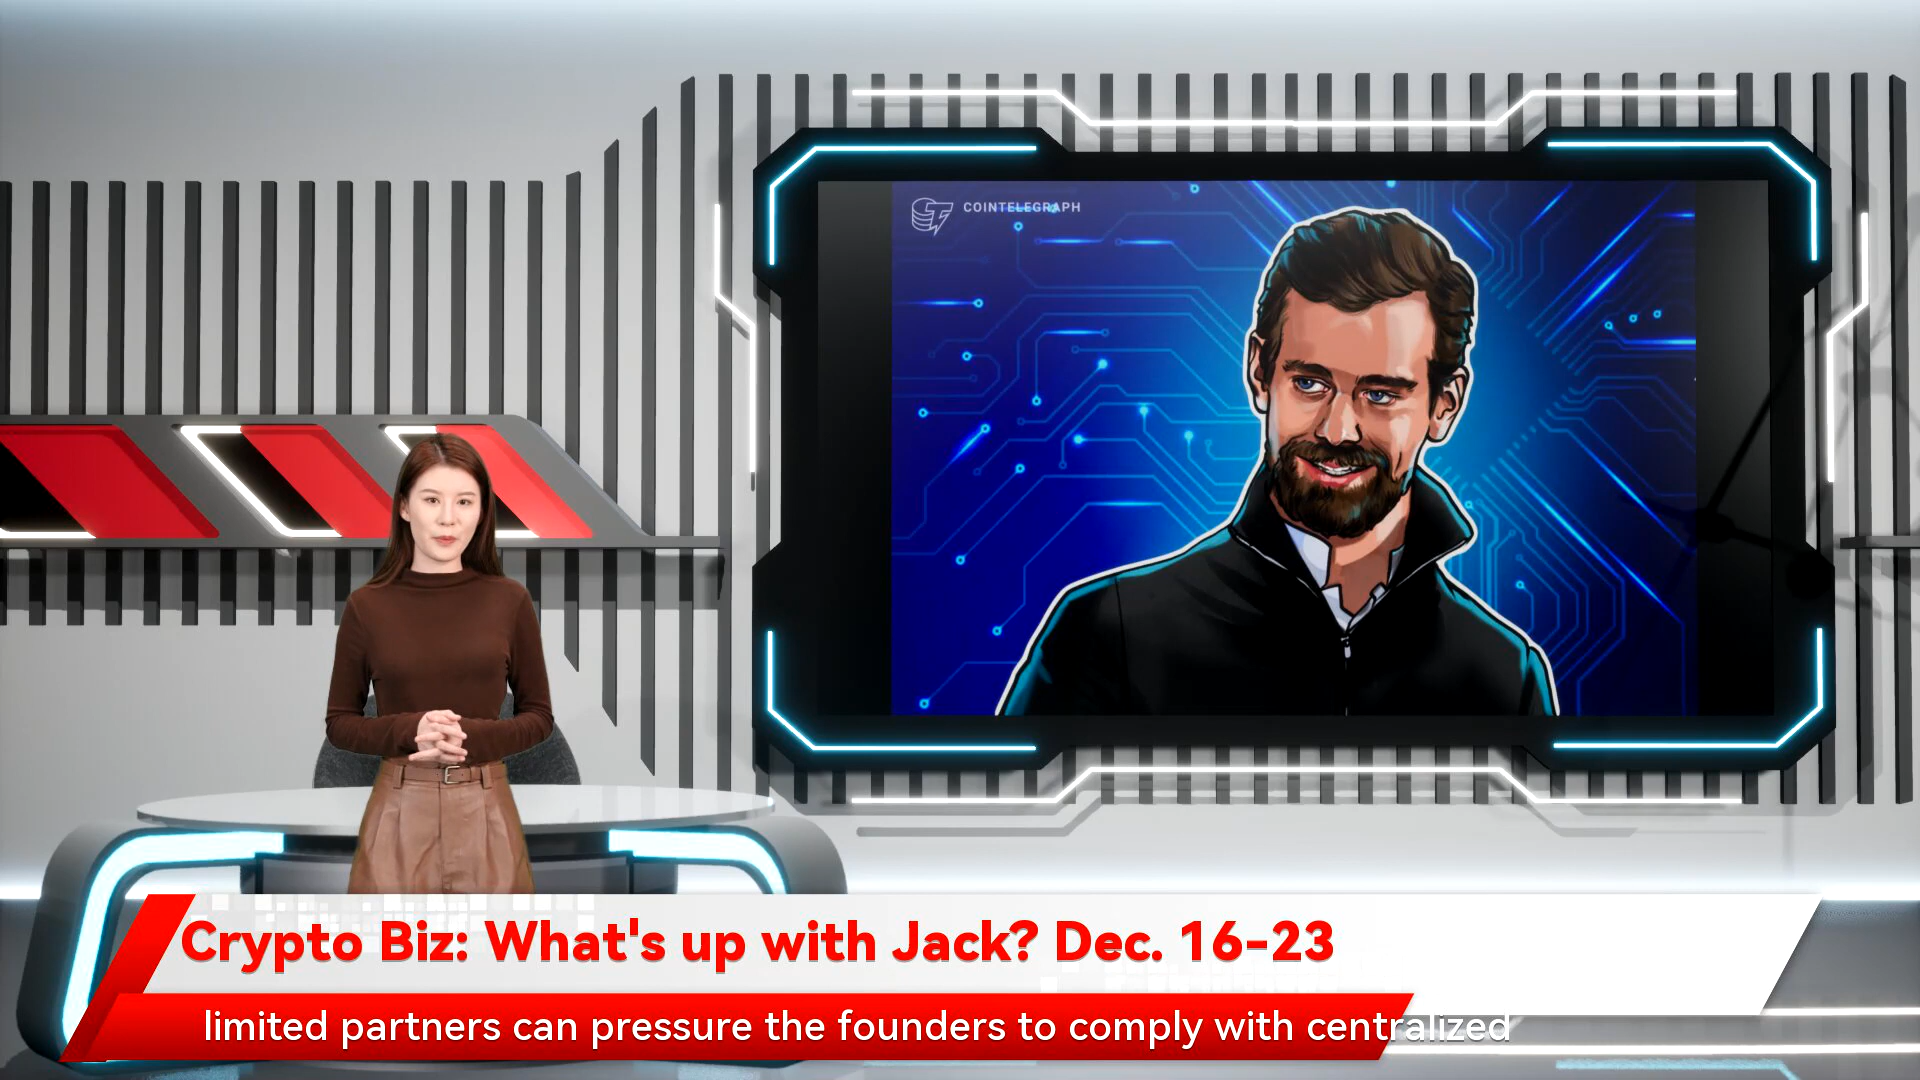 COINTELEGRAPH
Crypto Biz: What's up with Jack? Dec. 16-23
limited partners can pressure the founders to comply with centralized